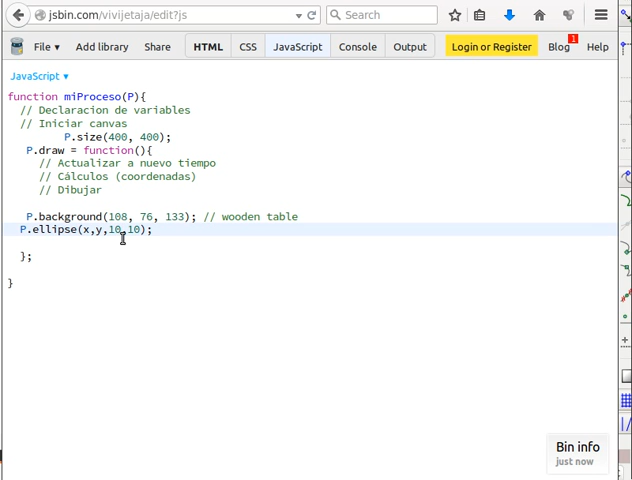 jsbin.com/vivijetaja/edit?js
Search
File
Add library
Share
HTML
CSS
JavaScript
Console
Output
Login or Register
Blog
1
Help
JavaScript
function miProceso(P){
// Declaracion de variables
// Iniciar canvas
P.size(400, 400);
P.draw = function(){
// Actualizar a nuevo tiempo
// Cálculos (coordenadas)
// Dibujar
P.background(108, 76, 133); // wooden table
P.ellipse(x,y,10,10);
};
}
Bin info
just now